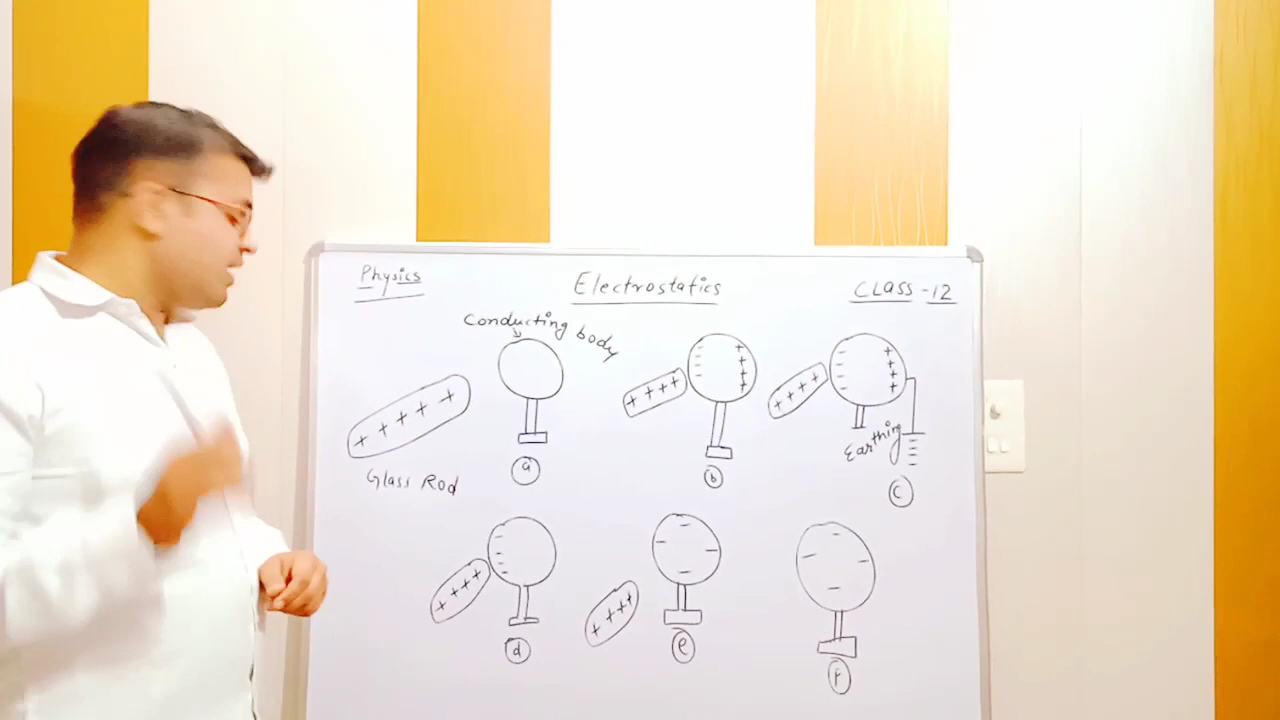 Physics
Electrostatics
CLASS-12
Conducting body
+ + + + +
Glass Rod
a
+ + + +
- - - -
+ + + +
b
+ + + +
- - - -
+ + + +
Earthing
c
+ + + +
- - - -
d
+ + + +
- - - -
e
- - - -
f